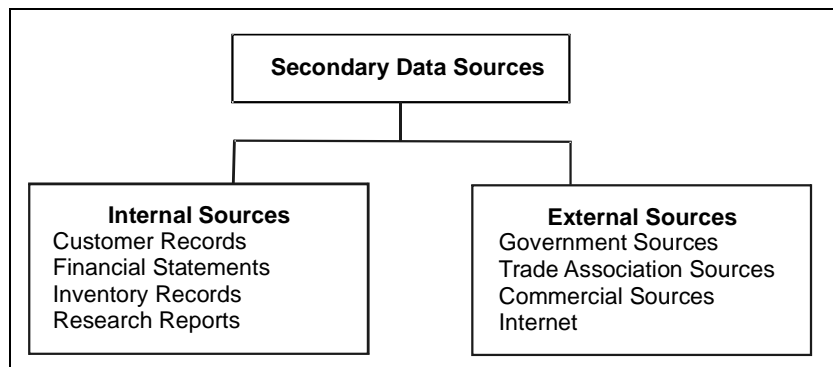 Secondary Data Sources
Internal Sources
Customer Records
Financial Statements
Inventory Records
Research Reports
External Sources
Government Sources
Trade Association Sources
Commercial Sources
Internet